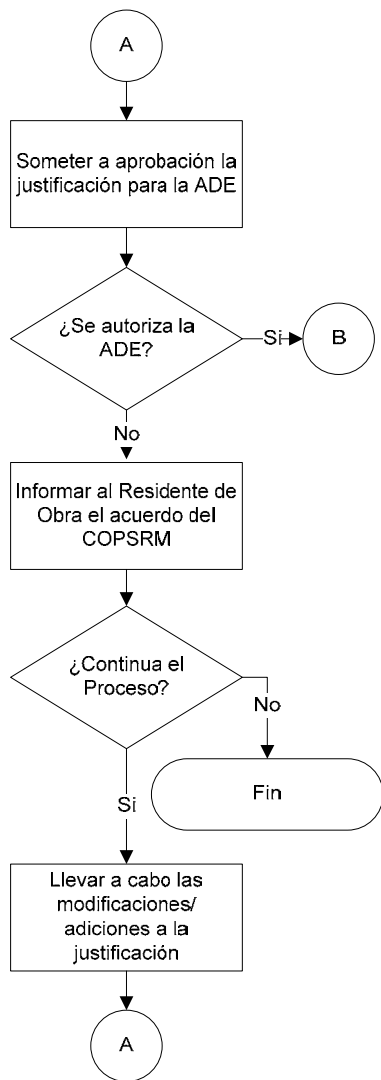 A
Someter a aprobación la
justificación para la ADE
¿Se autoriza la
ADE?
Si
B
No
Informar al Residente de
Obra el acuerdo del
COPSRM
¿Continua el
Proceso?
No
Fin
Si
Llevar a cabo las
modificaciones/
adiciones a la
justificación
A